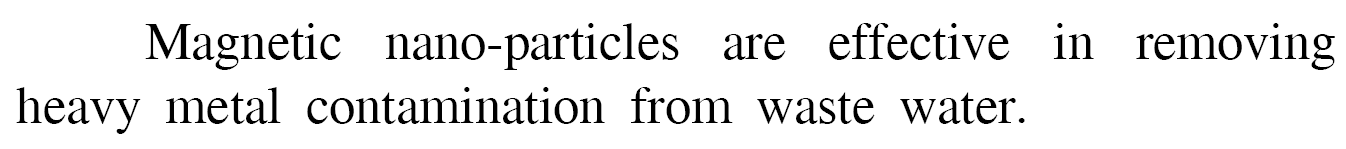 Magnetic nano-particles are effective in removing
heavy metal contamination from waste water.